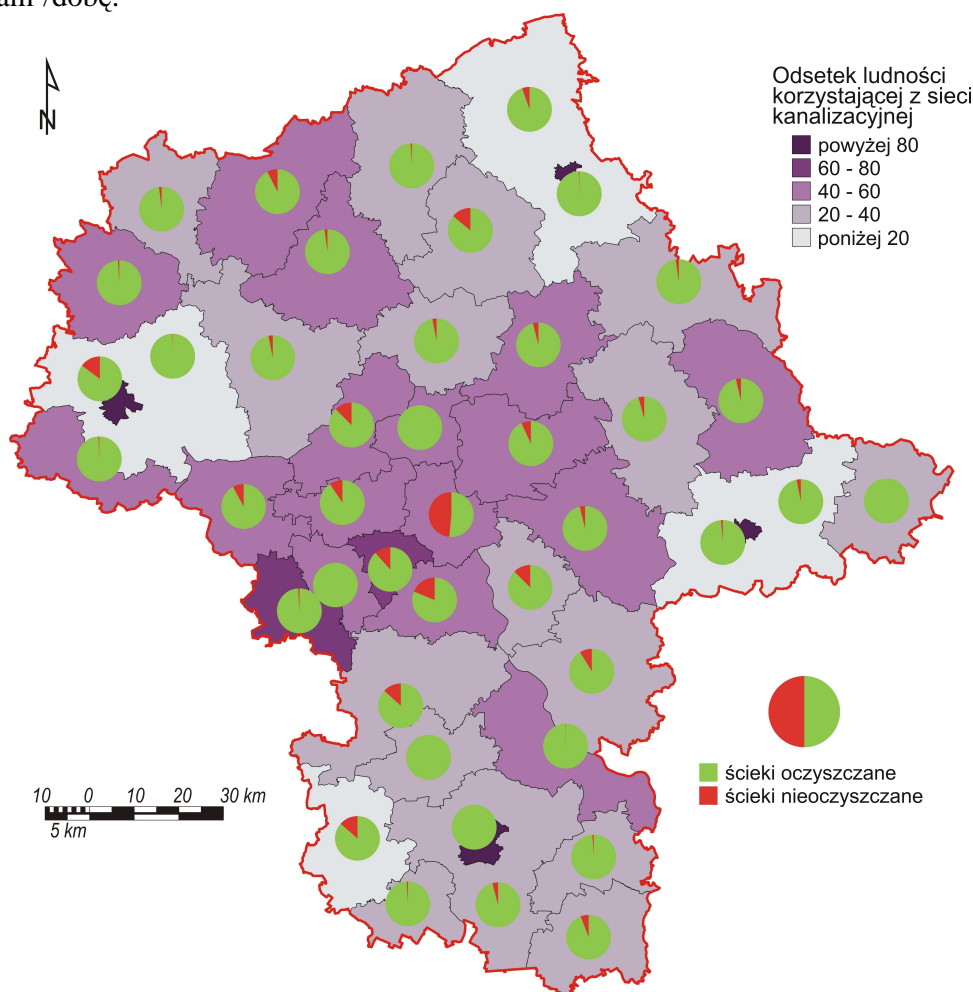 /dobę.
N
Odsetek ludności
korzystającej z sieci
kanalizacyjnej
powyżej 80
60 - 80
40 - 60
20 - 40
poniżej 20
ścieki oczyszczane
ścieki nieoczyszczane
10 0 10 20 30 km
5 km